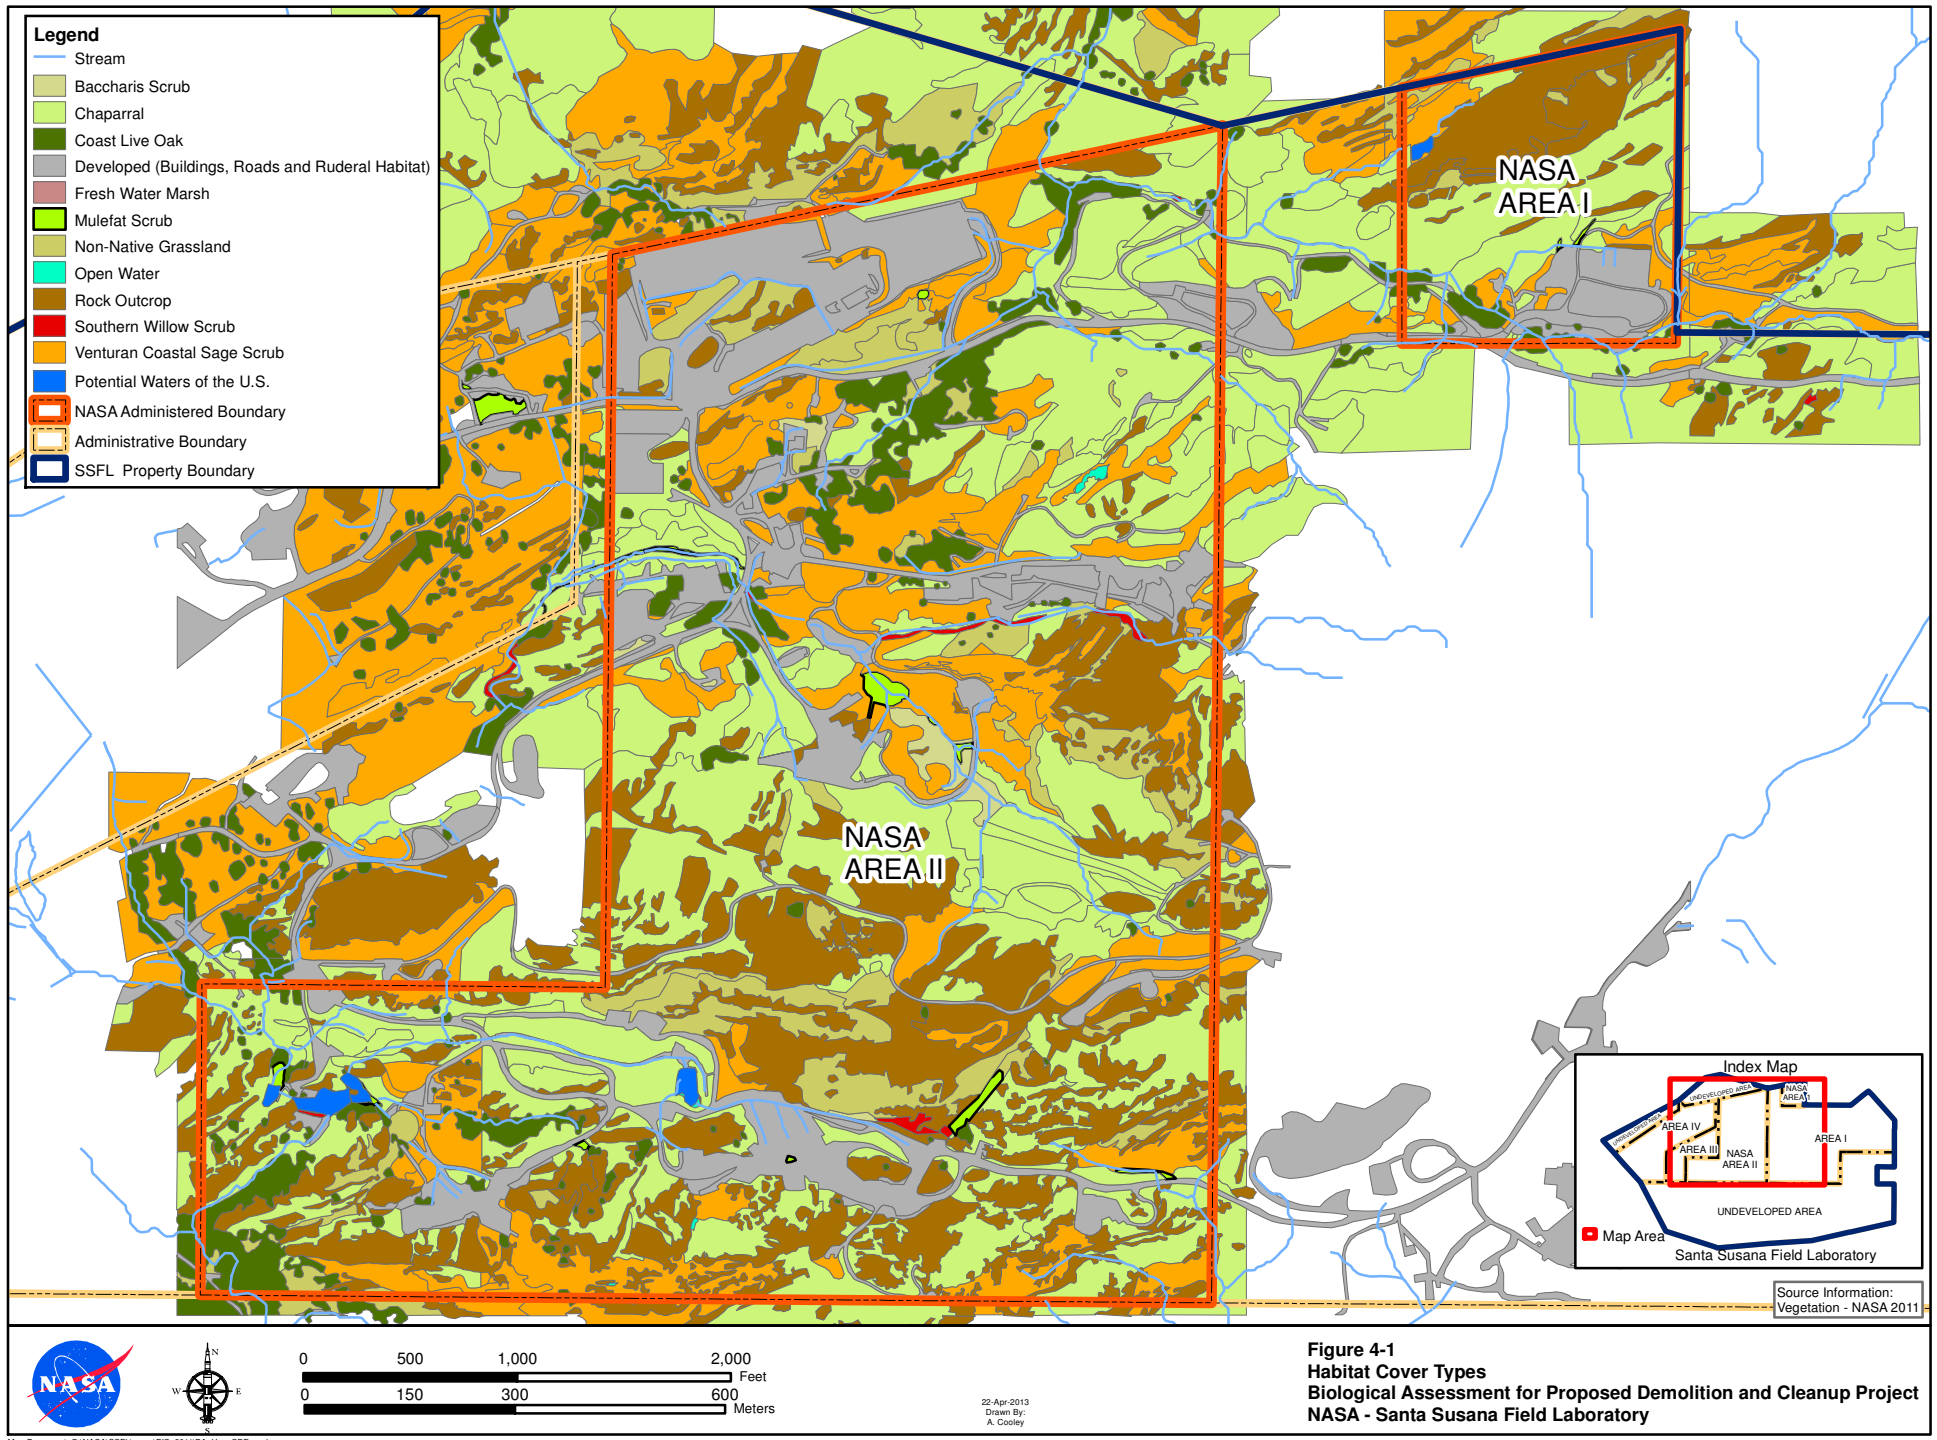 Legend
Stream
Baccharis Scrub
Chaparral
Coast Live Oak
Developed (Buildings, Roads and Ruderal Habitat)
Fresh Water Marsh
Mulefat Scrub
Non-Native Grassland
Open Water
Rock Outcrop
Southern Willow Scrub
Venturan Coastal Sage Scrub
Potential Waters of the U.S.
NASA Administered Boundary
Administrative Boundary
SSFL Property Boundary
NASA
AREA I
NASA
AREA II
Index Map
UNDEVELOPED AREA
UNDEVELOPED AREA
NASA
AREA 1
AREA IV
AREA III
NASA
AREA II
AREA I
UNDEVELOPED AREA
Map Area
Santa Susana Field Laboratory
Source Information:
Vegetation - NASA 2011
NASA
N
W E
S
0 500 1,000 2,000
Feet
0 150 300 600
Meters
22-Apr-2013
Drawn By:
A. Cooley
Figure 4-1
Habitat Cover Types
Biological Assessment for Proposed Demolition and Cleanup Project
NASA - Santa Susana Field Laboratory